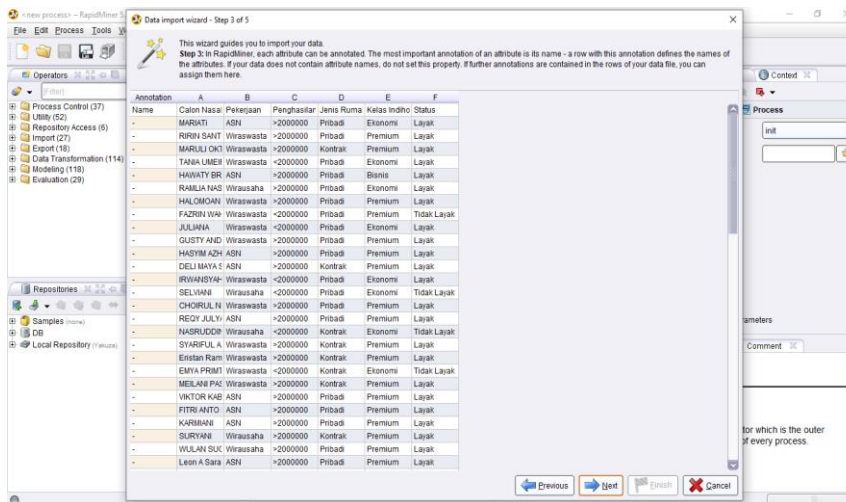 <new process> – RapidMiner 5.
File Edit Process Tools
Operators
[Filter]
Process Control (37)
Utility (52)
Repository Access (6)
Import (27)
Export (18)
Data Transformation (114)
Modeling (118)
Evaluation (29)
Repositories
Samples (none)
DB
Local Repository (Yakuza)
Data import wizard - Step 3 of 5
This wizard guides you to import your data.
Step 3: In RapidMiner, each attribute can be annotated. The most important annotation of an attribute is its name - a row with this annotation defines the names of
the attributes. If your data does not contain attribute names, do not set this property. If further annotations are contained in the rows of your data file, you can
assign them here.
Annotation A B C D E F
Name Calon Nasal Pekerjaan Penghasilar Jenis Ruma Kelas Indiho Status
- MARIATI ASN >2000000 Pribadi Ekonomi Layak
- RIRIN SANT Wiraswasta >2000000 Pribadi Premium Layak
- MARULI OKT Wiraswasta >2000000 Kontrak Premium Layak
- TANIA UMEIF Wiraswasta <2000000 Pribadi Ekonomi Layak
- HAWATY BR ASN >2000000 Pribadi Bisnis Layak
- RAMLIA NAS Wirausaha >2000000 Pribadi Ekonomi Layak
- HALOMOAN Wiraswasta >2000000 Pribadi Premium Layak
- FAZRIN WAH Wiraswasta <2000000 Pribadi Premium Tidak Layak
- JULIANA Wiraswasta <2000000 Pribadi Ekonomi Layak
- GUSTY AND Wiraswasta >2000000 Pribadi Premium Layak
- HASYIM AZH ASN >2000000 Pribadi Premium Layak
- DELI MAYA S ASN >2000000 Kontrak Premium Layak
- IRWANSYAH Wiraswasta <2000000 Pribadi Premium Layak
- SELVIANI Wirausaha <2000000 Pribadi Ekonomi Tidak Layak
- CHOIRUL N Wiraswasta >2000000 Pribadi Premium Layak
- REQY JULY ASN >2000000 Pribadi Premium Layak
- NASRUDDIN Wirausaha <2000000 Kontrak Ekonomi Tidak Layak
- SYARIFUL A Wiraswasta >2000000 Kontrak Premium Layak
- Eristan Ram Wiraswasta >2000000 Kontrak Premium Layak
- EMYA PRIMT Wiraswasta <2000000 Kontrak Ekonomi Tidak Layak
- MEILANI PAS Wiraswasta >2000000 Kontrak Premium Layak
- VIKTOR KAB ASN >2000000 Pribadi Premium Layak
- FITRI ANTO ASN >2000000 Pribadi Premium Layak
- KARMIANI ASN >2000000 Pribadi Premium Layak
- SURYANI Wirausaha >2000000 Kontrak Premium Layak
- WULAN SUC Wirausaha >2000000 Pribadi Premium Layak
- Leon A Sara ASN >2000000 Pribadi Premium Layak
Previous Next Finish Cancel
Context
Process
init
ameters
Comment
tor which is the outer
of every process.